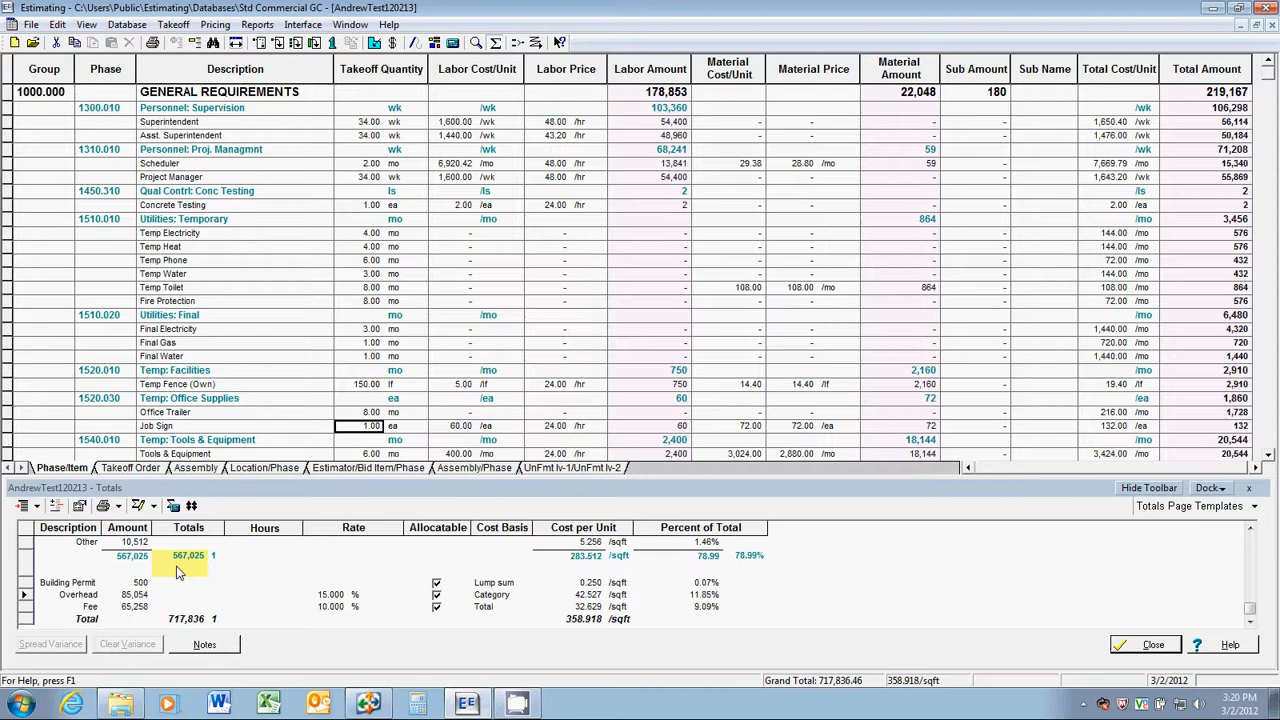 Estimating - C:\Users\Public\Estimating\Databases\Std Commercial GC - [AndrewTest120213]
File Edit View Database Takeoff Pricing Reports Interface Window Help
Group Phase Description Takeoff Quantity Labor Cost/Unit Labor Price Labor Amount Material Cost/Unit Material Price Material Amount Sub Amount Sub Name Total Cost/Unit Total Amount
1000.000 GENERAL REQUIREMENTS 178,853 22,048 180 219,167
1300.010 Personnel: Supervision wk /wk 103,360 /wk 106,298
Superintendent 34.00 wk 1,600.00 /wk 48.00 /hr 54,400 - - - - 1,650.40 /wk 56,114
Asst. Superintendent 34.00 wk 1,440.00 /wk 43.20 /hr 48,960 - - - - 1,476.00 /wk 50,184
1310.010 Personnel: Proj. Managmnt wk /wk 68,241 59 /wk 71,208
Scheduler 2.00 mo 6,920.42 /mo 48.00 /hr 13,841 29.38 28.80 /mo 59 - 7,669.79 /mo 15,340
Project Manager 34.00 wk 1,600.00 /wk 48.00 /hr 54,400 - - - - 1,643.20 /wk 55,869
1450.310 Qual Contrl: Conc Testing ls /ls 2 /ls 2
Concrete Testing 1.00 ea 2.00 /ea 24.00 /hr 2 - - - - 2.00 /ea 2
1510.010 Utilities: Temporary mo /mo 864 /mo 3,456
Temp Electricity 4.00 mo - - - - - - - 144.00 /mo 576
Temp Heat 4.00 mo - - - - - - - 144.00 /mo 576
Temp Phone 6.00 mo - - - - - - - 72.00 /mo 432
Temp Water 3.00 mo - - - - - - - 144.00 /mo 432
Temp Toilet 8.00 mo - - - 108.00 108.00 /mo 864 - 108.00 /mo 864
Fire Protection 8.00 mo - - - - - - - 72.00 /mo 576
1510.020 Utilities: Final mo /mo /mo 6,480
Final Electricity 3.00 mo - - - - - - - 1,440.00 /mo 4,320
Final Gas 1.00 mo - - - - - - - 720.00 /mo 720
Final Water 1.00 mo - - - - - - - 1,440.00 /mo 1,440
1520.010 Temp: Facilities mo /mo 750 2,160 /mo 2,910
Temp Fence (Own) 150.00 lf 5.00 /lf 24.00 /hr 750 14.40 14.40 /lf 2,160 - 19.40 /lf 2,910
1520.030 Temp: Office Supplies ea /ea 60 72 /ea 1,860
Office Trailer 8.00 mo - - - - - - - 216.00 /mo 1,728
Job Sign 1.00 ea 60.00 /ea 24.00 /hr 60 72.00 72.00 /ea 72 - 132.00 /ea 132
1540.010 Temp: Tools & Equipment mo /mo 2,400 18,144 /mo 20,544
Tools & Equipment 6.00 mo 400.00 /mo 24.00 /hr 2,400 3,024.00 2,880.00 /mo 18,144 - 3,424.00 /mo 20,544
Phase/Item Takeoff Order Assembly Location/Phase Estimator/Bid Item/Phase Assembly/Phase UnFmt lv-1/UnFmt lv-2
AndrewTest120213 - Totals Hide Toolbar Dock x
Totals Page Templates
Description Amount Totals Hours Rate Allocatable Cost Basis Cost per Unit Percent of Total
Other 10,512 5.256 /sqft 1.46%
567,025 567,025 1 283.512 /sqft 78.99 78.99%
Building Permit 500 Lump sum 0.250 /sqft 0.07%
Overhead 85,054 15.000 % Category 42.527 /sqft 11.85%
Fee 65,258 10.000 % Total 32.629 /sqft 9.09%
Total 717,836 1 358.918 /sqft
Spread Variance Clear Variance Notes Close Help
For Help, press F1 Grand Total: 717,836.46 358.918/sqft 3/2/2012
3:20 PM
3/2/2012